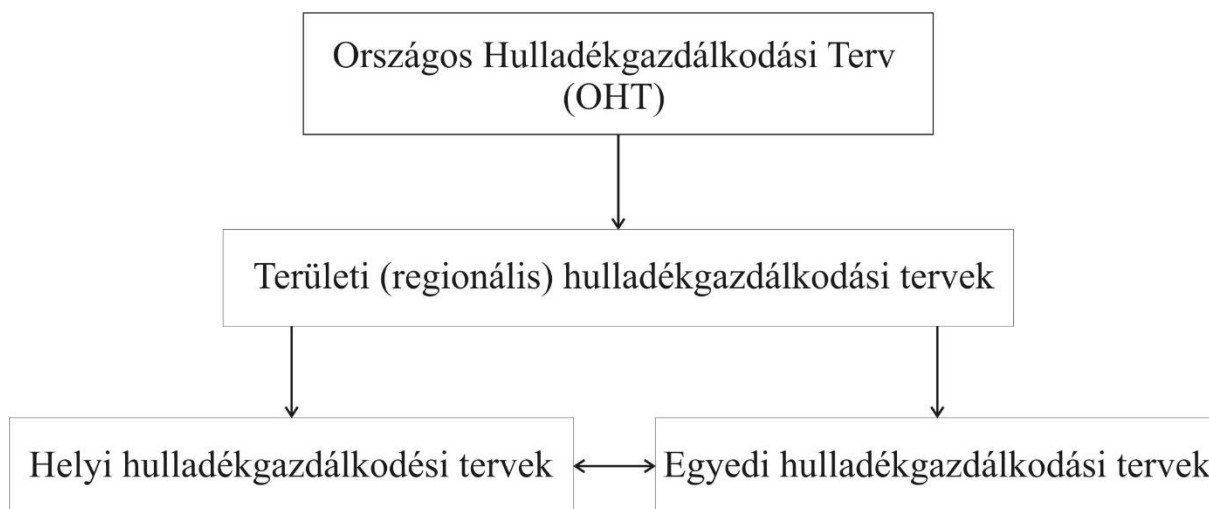 Országos Hulladékgazdálkodási Terv
(OHT)
Területi (regionális) hulladékgazdálkodási tervek
Helyi hulladékgazdálkodési tervek
Egyedi hulladékgazdálkodási tervek